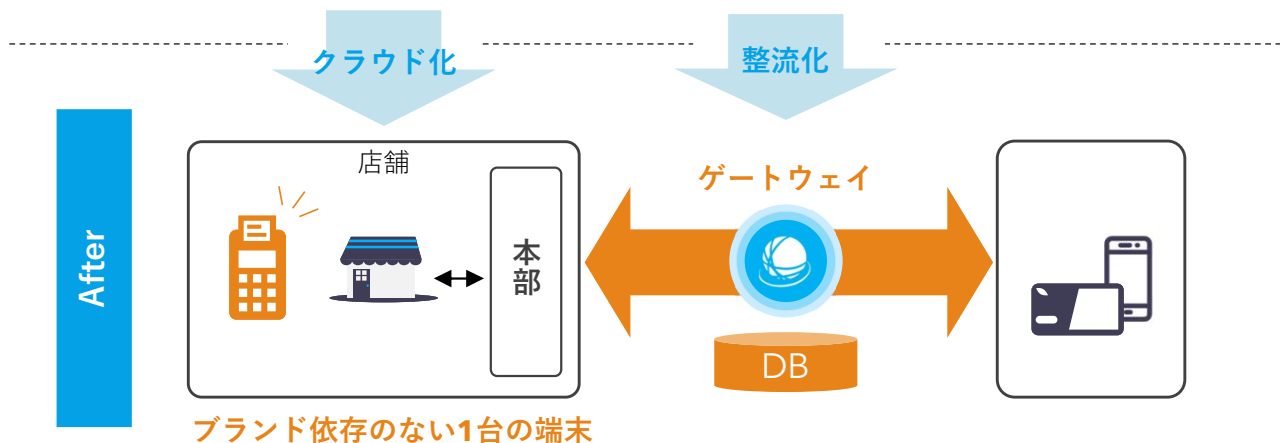 クラウド化
整流化
After
店舗
本部
ゲートウェイ
DB
ブランド依存のない1台の端末